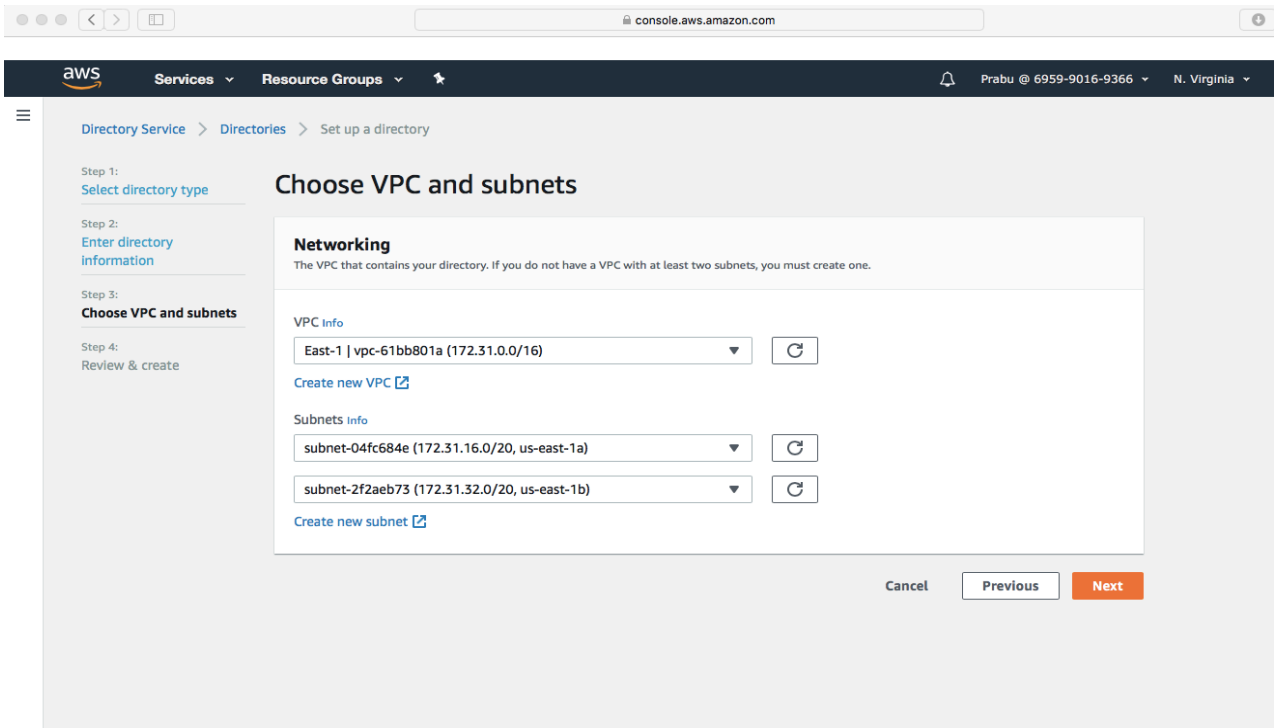 console.aws.amazon.com
aws Services Resource Groups Prabu @ 6959-9016-9366 N. Virginia
Directory Service > Directories > Set up a directory
Step 1:
Select directory type
Step 2:
Enter directory
information
Step 3:
Choose VPC and subnets
Step 4:
Review & create
Choose VPC and subnets
Networking
The VPC that contains your directory. If you do not have a VPC with at least two subnets, you must create one.
VPC Info
East-1 | vpc-61bb801a (172.31.0.0/16)
Create new VPC
Subnets Info
subnet-04fc684e (172.31.16.0/20, us-east-1a)
subnet-2f2aeb73 (172.31.32.0/20, us-east-1b)
Create new subnet
Cancel Previous Next